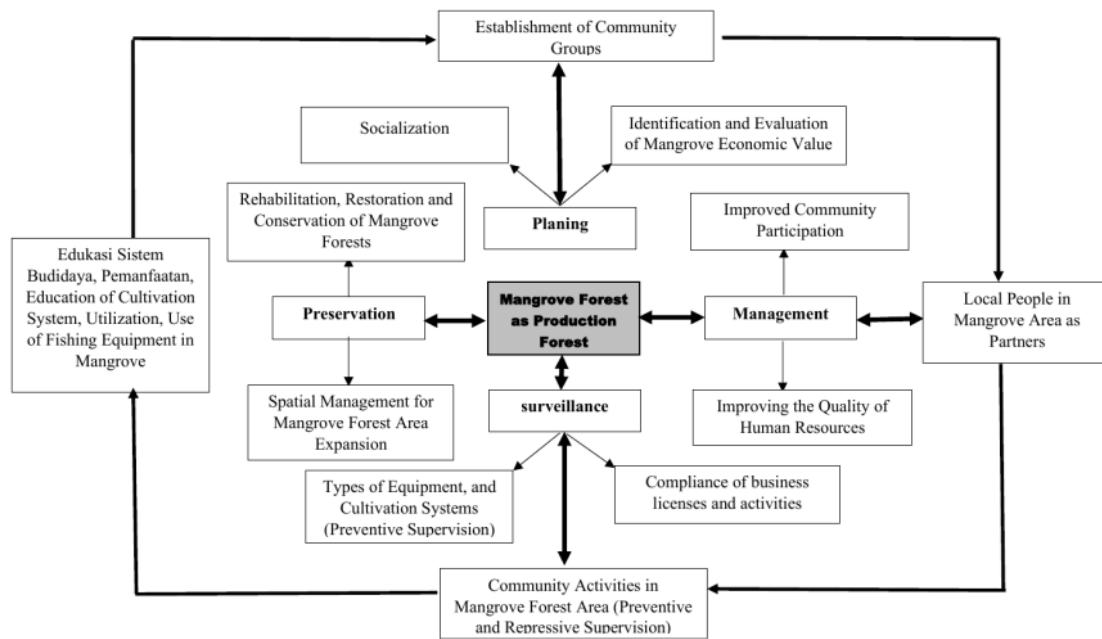 Establishment of Community
Groups
Socialization
Identification and Evaluation
of Mangrove Economic Value
Rehabilitation, Restoration and
Conservation of Mangrove
Forests
Planing
Improved Community
Participation
Edukasi Sistem
Budidaya, Pemanfaatan,
Education of Cultivation
System, Utilization, Use
of Fishing Equipment in
Mangrove
Preservation
Mangrove Forest
as Production
Forest
Management
Local People in
Mangrove Area as
Partners
Spatial Management for
Mangrove Forest Area
Expansion
surveillance
Improving the Quality of
Human Resources
Types of Equipment, and
Cultivation Systems
(Preventive Supervision)
Compliance of business
licenses and activities
Community Activities in
Mangrove Forest Area (Preventive
and Repressive Supervision)